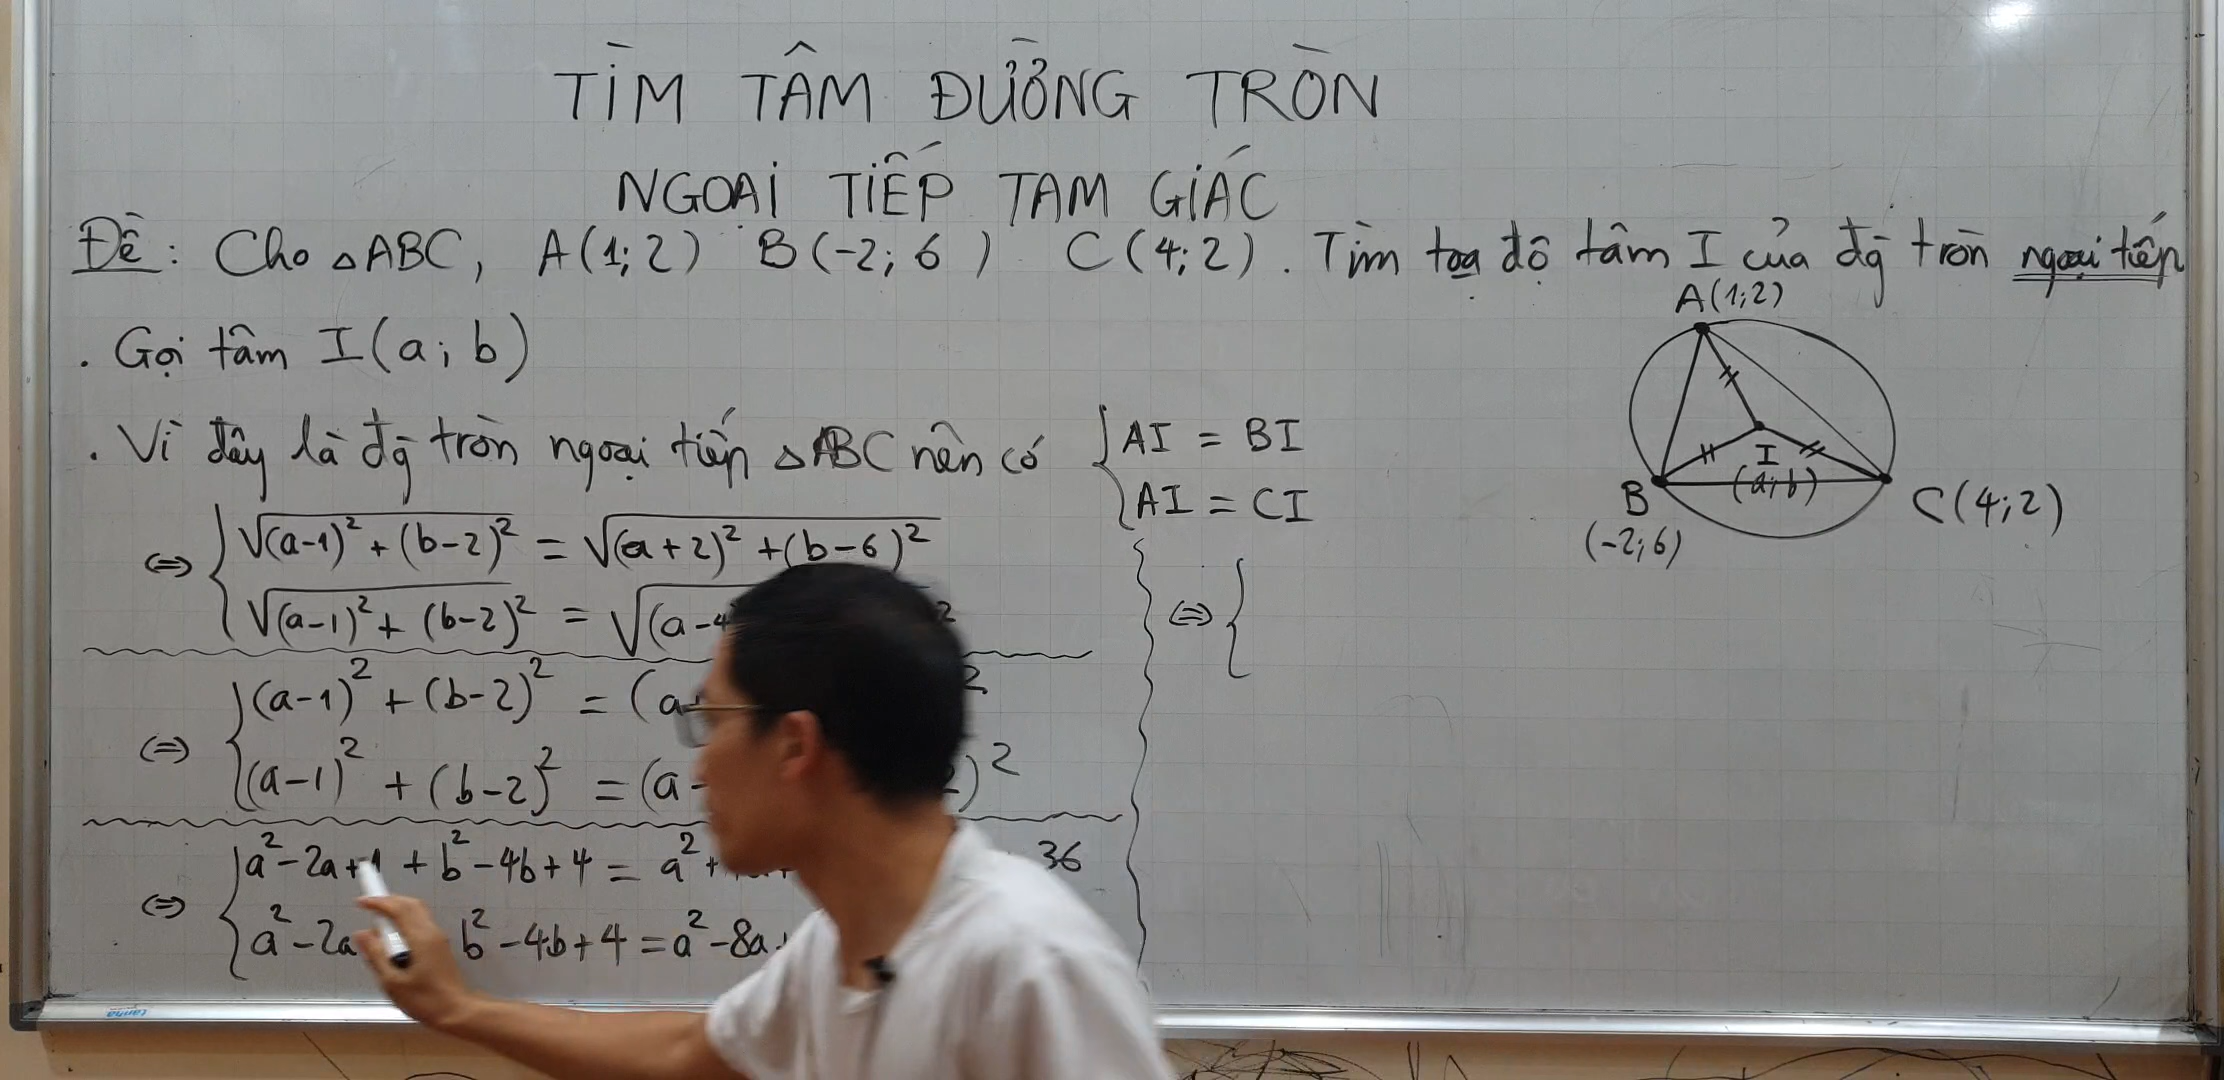 TÌM TÂM ĐƯỜNG TRÒN
NGOẠI TIẾP TAM GIÁC
Đề: Cho △ABC, A(1;2) B(-2;6) C(4;2). Tìm toạ độ tâm I của đg̃ tròn ngoại tiếp
. Gọi tâm I(a;b)
. Vì đây là đg̃ tròn ngoại tiếp △ABC nên có { AI = BI
AI = CI
⇔ { √(a-1)² + (b-2)² = √(a+2)² + (b-6)²
√(a-1)² + (b-2)² = √(a-4 ²
⇔ { (a-1)² + (b-2)² = (a+ ²
(a-1)² + (b-2)² = (a- )²
⇔ { a² - 2a + 1 + b² - 4b + 4 = a² + 36
a² - 2a b² - 4b + 4 = a² - 8a
⇔ {
A(1;2)
I
(a;b)
B
(-2;6)
C(4;2)